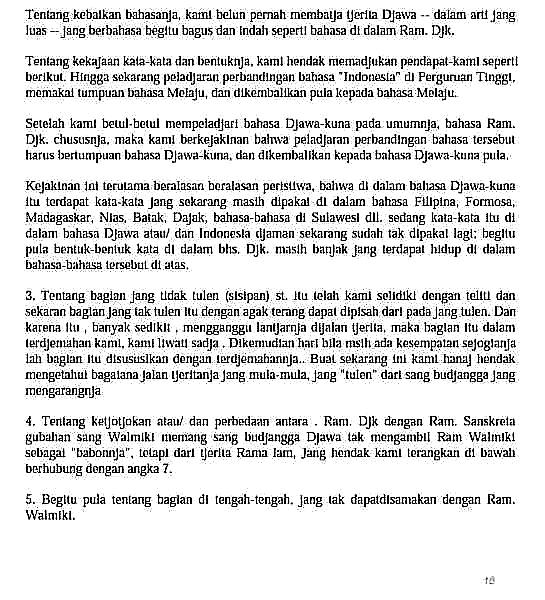 Tentang kebaikan bahasanja, kami belun pernah membatja tjerita Djawa -- dalam arti jang
luas -- jang berbahasa begitu bagus dan indah seperti bahasa di dalam Ram. Djk.
Tentang kekajaan kata-kata dan bentuknja, kami hendak memadjukan pendapat-kami seperti
berikut. Hingga sekarang peladjaran perbandingan bahasa "Indonesia" di Perguruan Tinggi,
memakai tumpuan bahasa Melaju, dan dikembalikan pula kepada bahasa Melaju.
Setelah kami betul-betul mempeladjari bahasa Djawa-kuna pada umumnja, bahasa Ram.
Djk. chususnja, maka kami berkejakinan bahwa peladjaran perbandingan bahasa tersebut
harus bertumpuan bahasa Djawa-kuna, dan dikembalikan kepada bahasa Djawa-kuna pula.
Kejakinan ini terutama beralasan beralasan peristiwa, bahwa di dalam bahasa Djawa-kuna
itu terdapat kata-kata jang sekarang masih dipakai di dalam bahasa Filipina, Formosa,
Madagaskar, Nias, Batak, Dajak, bahasa-bahasa di Sulawesi dll. sedang kata-kata itu di
dalam bahasa Djawa atau/ dan Indonesia djaman sekarang sudah tak dipakai lagi; begitu
pula bentuk-bentuk kata di dalam bhs. Djk. masih banjak jang terdapat hidup di dalam
bahasa-bahasa tersebut di atas.
3. Tentang bagian jang tidak tulen (sisipan) st. itu telah kami selidiki dengan teliti dan
sekaran bagian jang tak tulen itu dengan agak terang dapat dipisah dari pada jang tulen. Dan
karena itu , banyak sedikit , mengganggu lantjarnja djalan tjerita, maka bagian itu dalam
terdjemahan kami, kami liwati sadja . Dikemudian hari bila msih ada kesempatan sejogianja
lah bagian itu disususikan dengan terdjemahannja.. Buat sekarang ini kami hanaj hendak
mengetahui bagaiana jalan tjeritanja jang mula-mula, jang "tulen" dari sang budjangga jang
mengarangnja
4. Tentang ketjotjokan atau/ dan perbedaan antara . Ram. Djk dengan Ram. Sanskreta
gubahan sang Walmiki memang sang budjangga Djawa tak mengambil Ram Walmiki
sebagai "babonnja", tetapi dari tjerita Rama lam, Jang hendak kami terangkan di bawah
berhubung dengan angka 7.
5. Begitu pula tentang bagian di tengah-tengah, jang tak dapatdisamakan dengan Ram.
Walmiki.
18